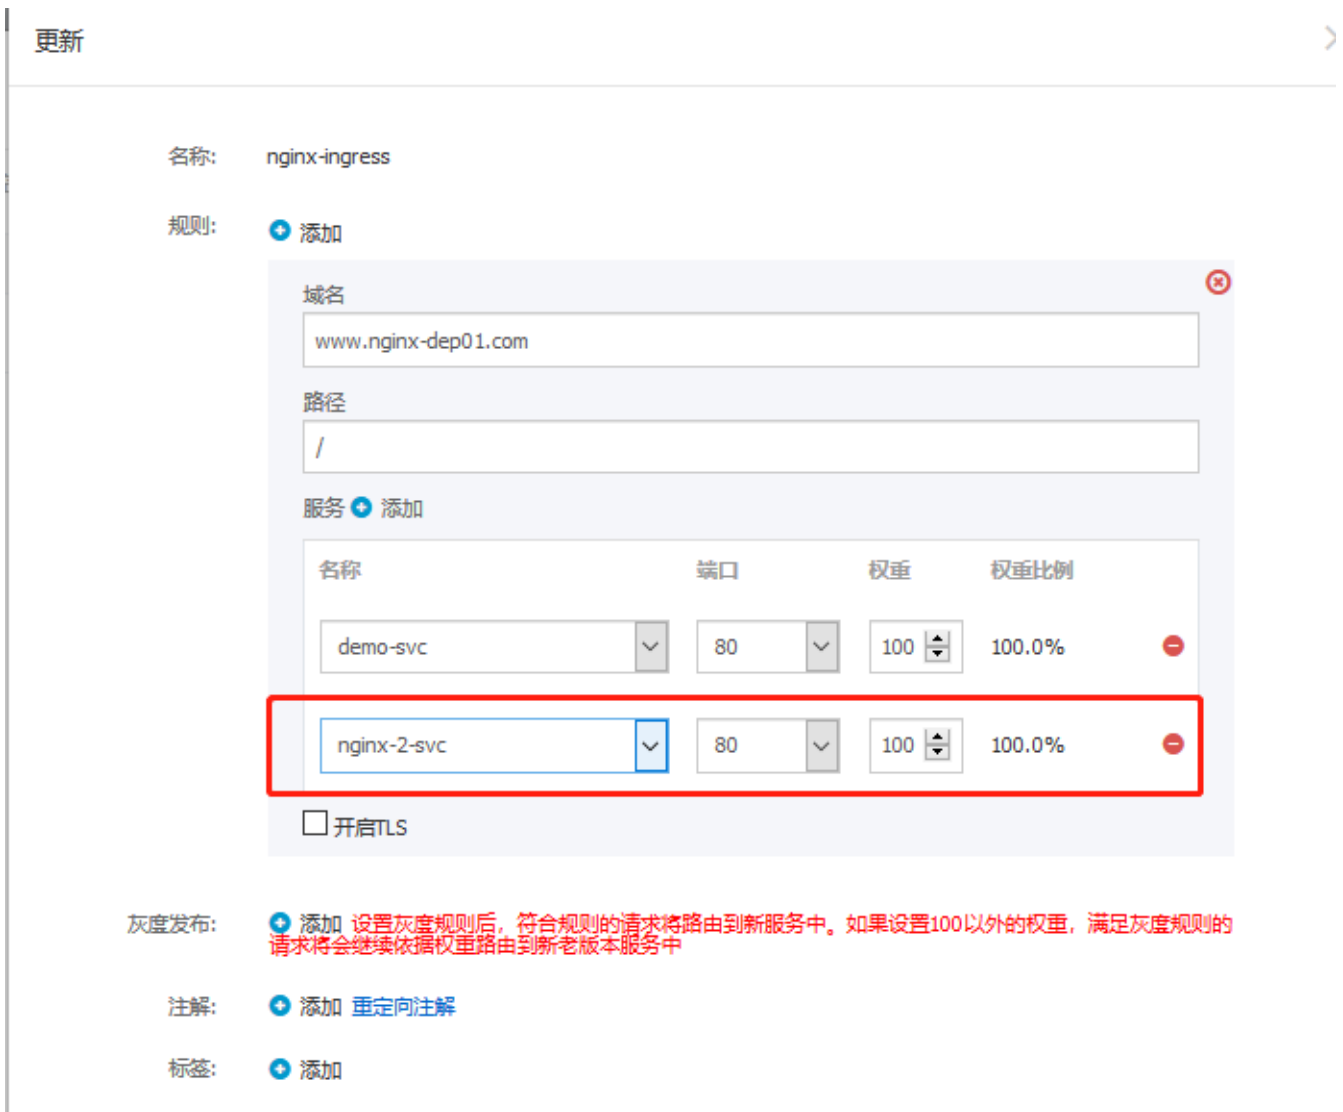 更新
名称: nginx-ingress
规则: 添加
域名
www.nginx-dep01.com
路径
/
服务 添加
名称 端口 权重 权重比例
demo-svc 80 100 100.0%
nginx-2-svc 80 100 100.0%
开启TLS
灰度发布: 添加 设置灰度规则后，符合规则的请求将路由到新服务中。如果设置100以外的权重，满足灰度规则的
请求将会继续依据权重路由到新老版本服务中
注解: 添加 重定向注解
标签: 添加